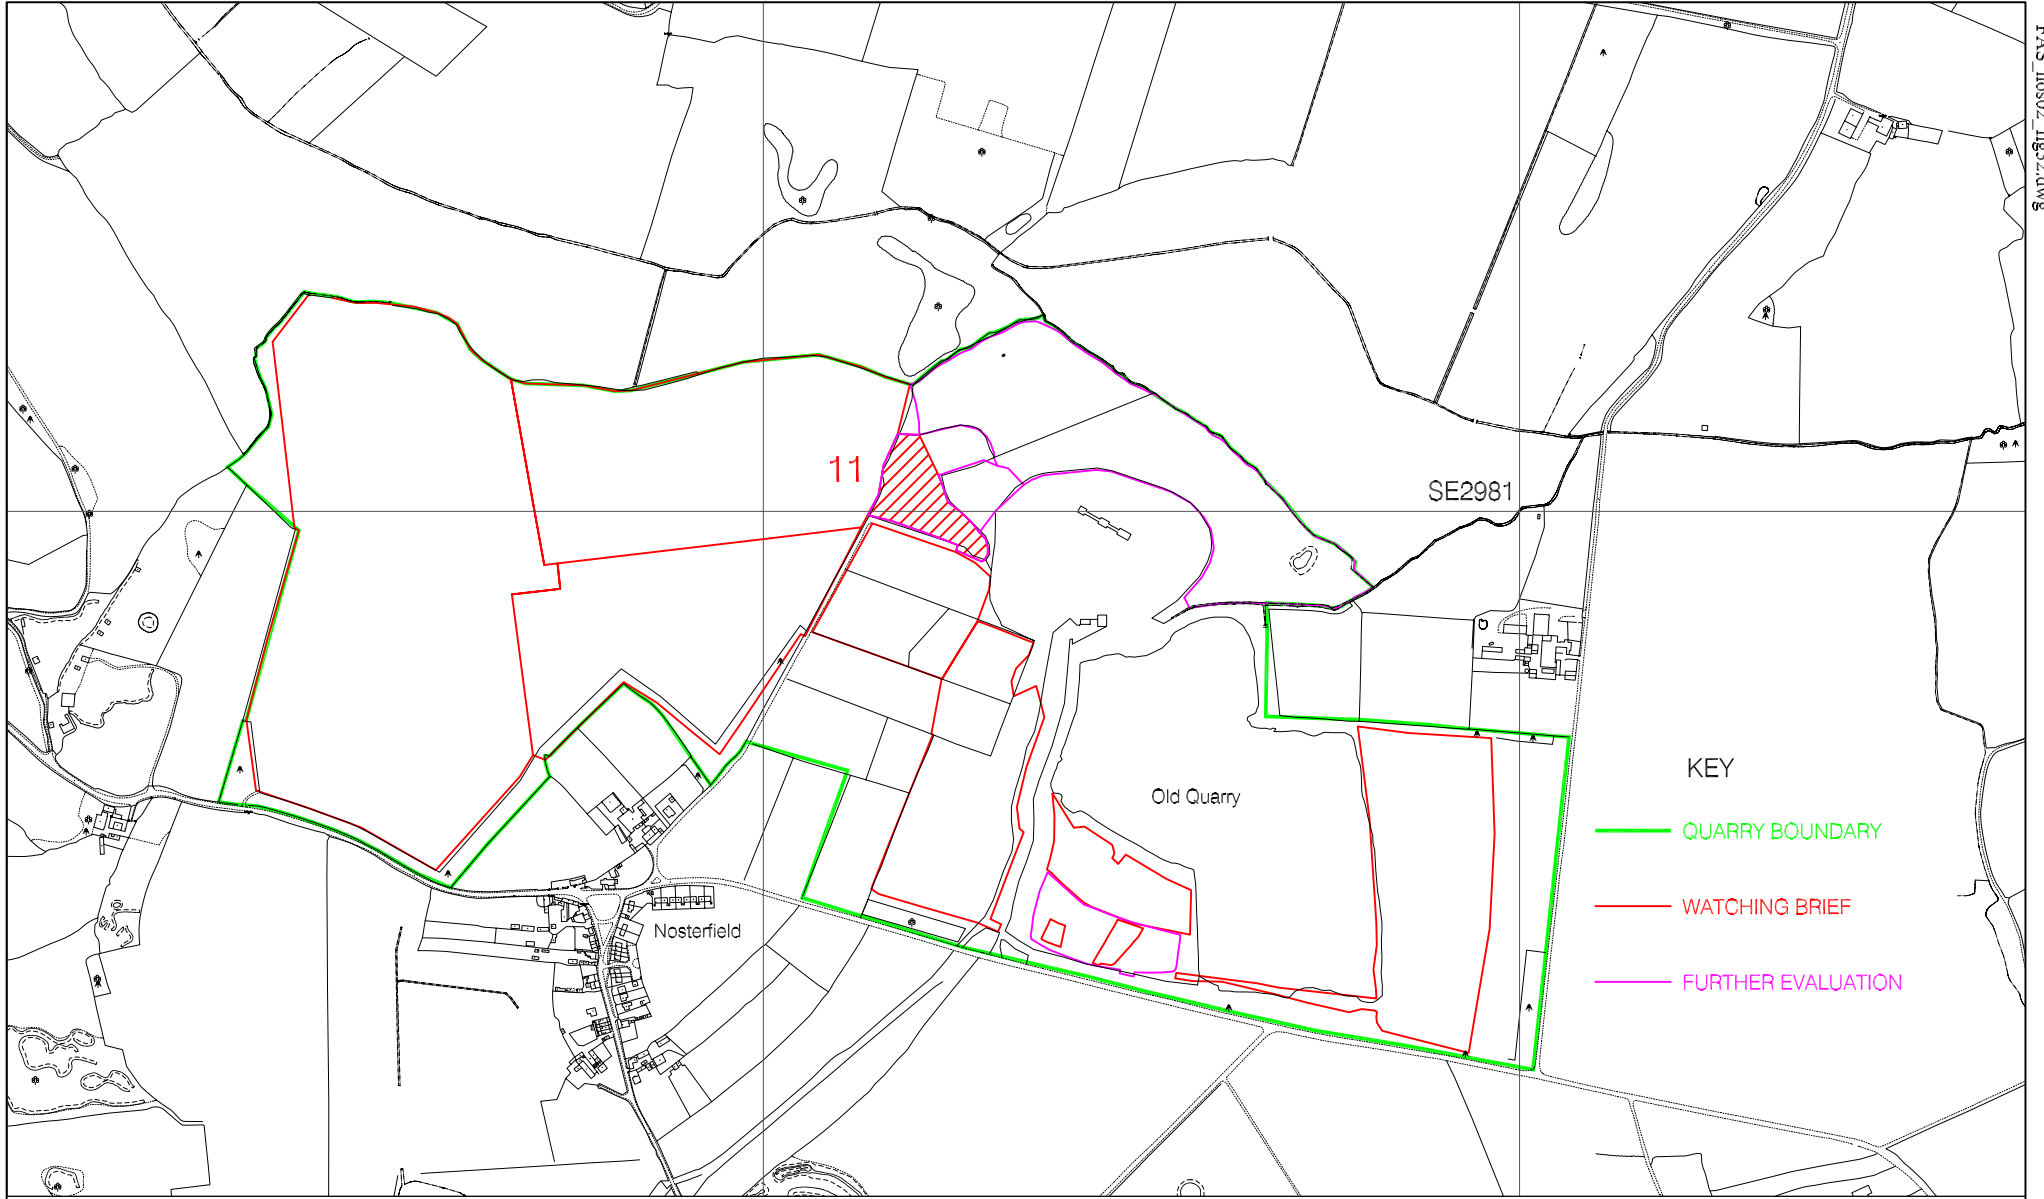 11
SE2981
KEY
Old Quarry
QUARRY BOUNDARY
WATCHING BRIEF
Nosterfield
FURTHER EVALUATION